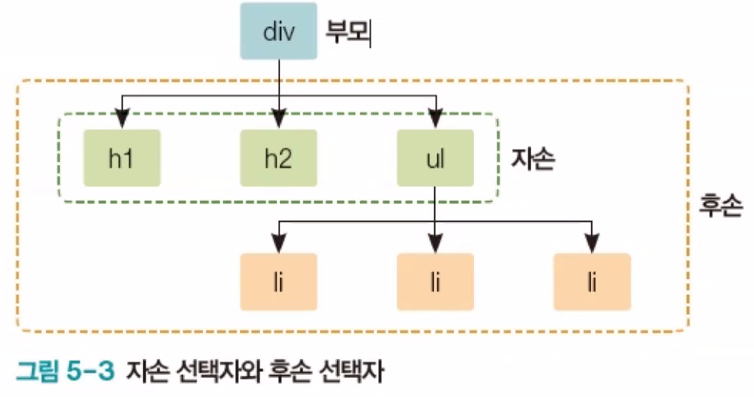 div 부모
h1 h2 ul 자손
후손
li li li
그림 5-3 자손 선택자와 후손 선택자